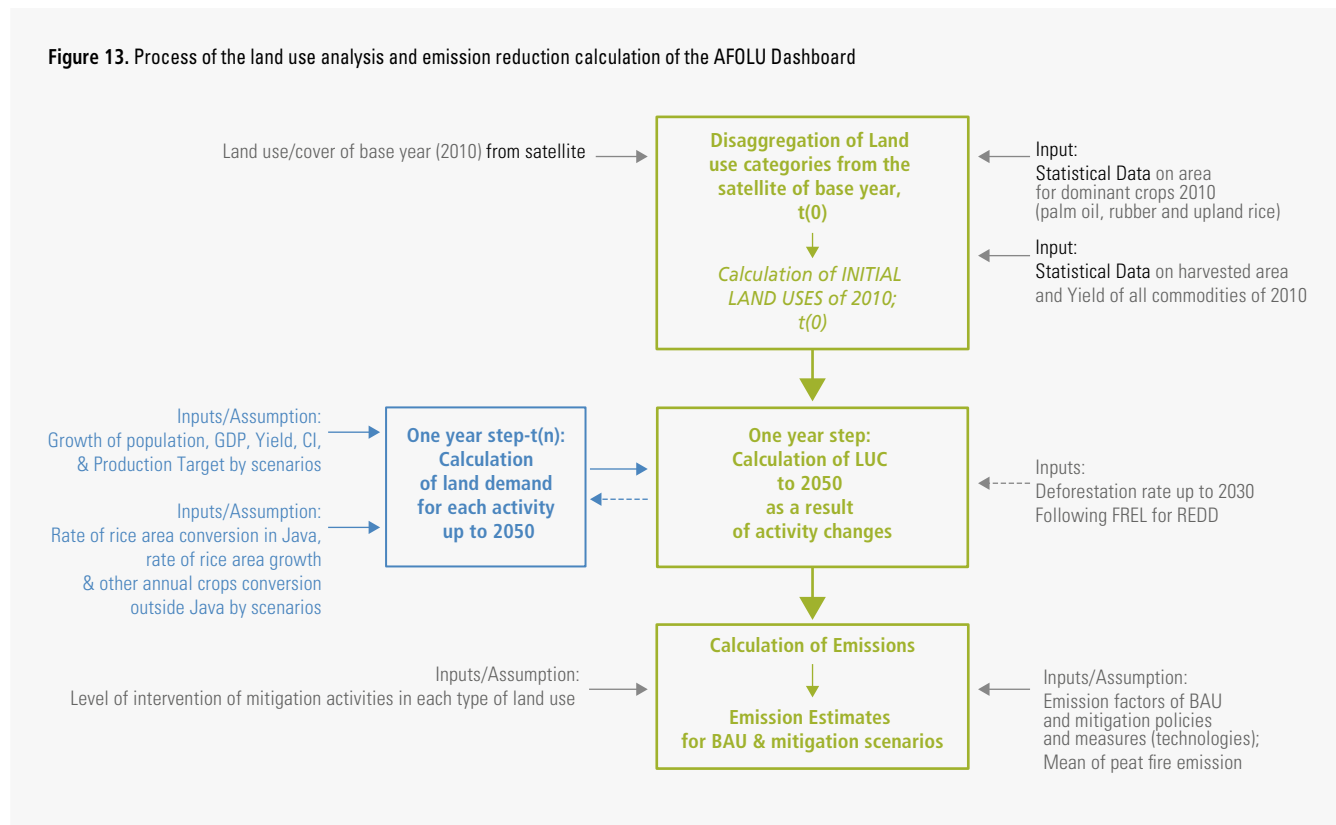 Figure 13. Process of the land use analysis and emission reduction calculation of the AFOLU Dashboard
Land use/cover of base year (2010) from satellite
Disaggregation of Land
use categories from the
satellite of base year,
t(0)
Calculation of INITIAL
LAND USES of 2010;
t(0)
Input:
Statistical Data on area
for dominant crops 2010
(palm oil, rubber and upland rice)
Input:
Statistical Data on harvested area
and Yield of all commodities of 2010
Inputs/Assumption:
Growth of population, GDP, Yield, CI,
& Production Target by scenarios
Inputs/Assumption:
Rate of rice area conversion in Java,
rate of rice area growth
& other annual crops conversion
outside Java by scenarios
One year step-t(n):
Calculation
of land demand
for each activity
up to 2050
One year step:
Calculation of LUC
to 2050
as a result
of activity changes
Inputs:
Deforestation rate up to 2030
Following FREL for REDD
Inputs/Assumption:
Level of intervention of mitigation activities in each type of land use
Calculation of Emissions
Emission Estimates
for BAU & mitigation scenarios
Inputs/Assumption:
Emission factors of BAU
and mitigation policies
and measures (technologies);
Mean of peat fire emission